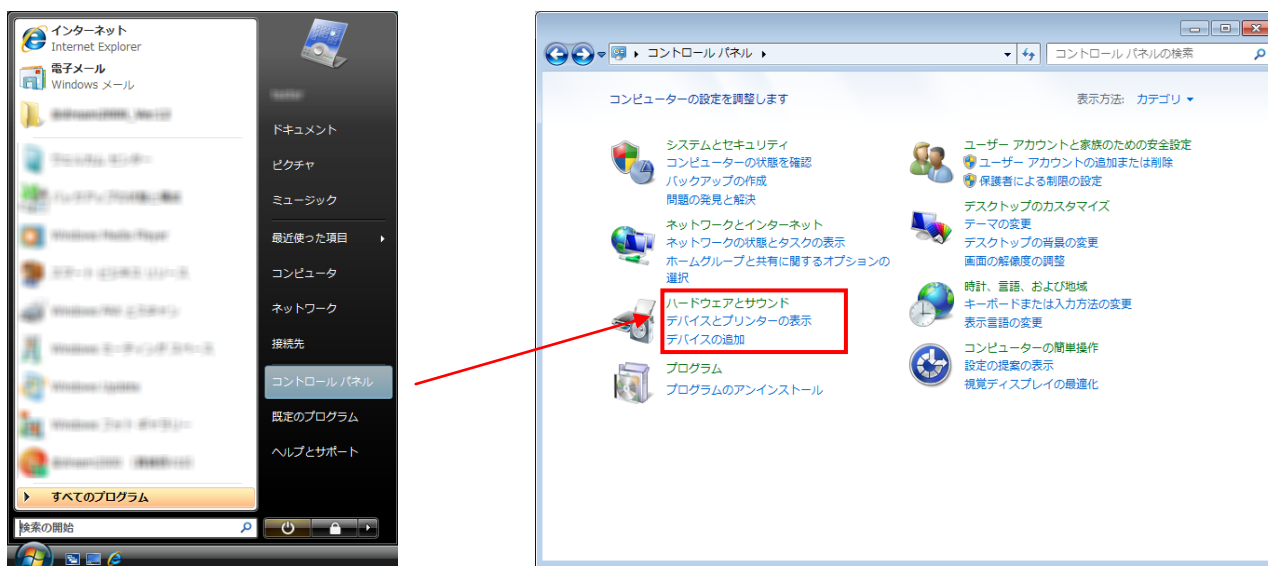 インターネット
Internet Explorer
電子メール
Windows メール
ドキュメント
ピクチャ
ミュージック
最近使った項目
コンピュータ
ネットワーク
接続先
コントロール パネル
既定のプログラム
ヘルプとサポート
すべてのプログラム
検索の開始
コントロール パネル
コントロール パネルの検索
コンピューターの設定を調整します
表示方法: カテゴリ
システムとセキュリティ
コンピューターの状態を確認
バックアップの作成
問題の発見と解決
ネットワークとインターネット
ネットワークの状態とタスクの表示
ホームグループと共有に関するオプションの
選択
ハードウェアとサウンド
デバイスとプリンターの表示
デバイスの追加
プログラム
プログラムのアンインストール
ユーザー アカウントと家族のための安全設定
ユーザー アカウントの追加または削除
保護者による制限の設定
デスクトップのカスタマイズ
テーマの変更
デスクトップの背景の変更
画面の解像度の調整
時計、言語、および地域
キーボードまたは入力方法の変更
表示言語の変更
コンピューターの簡単操作
設定の提案の表示
視覚ディスプレイの最適化